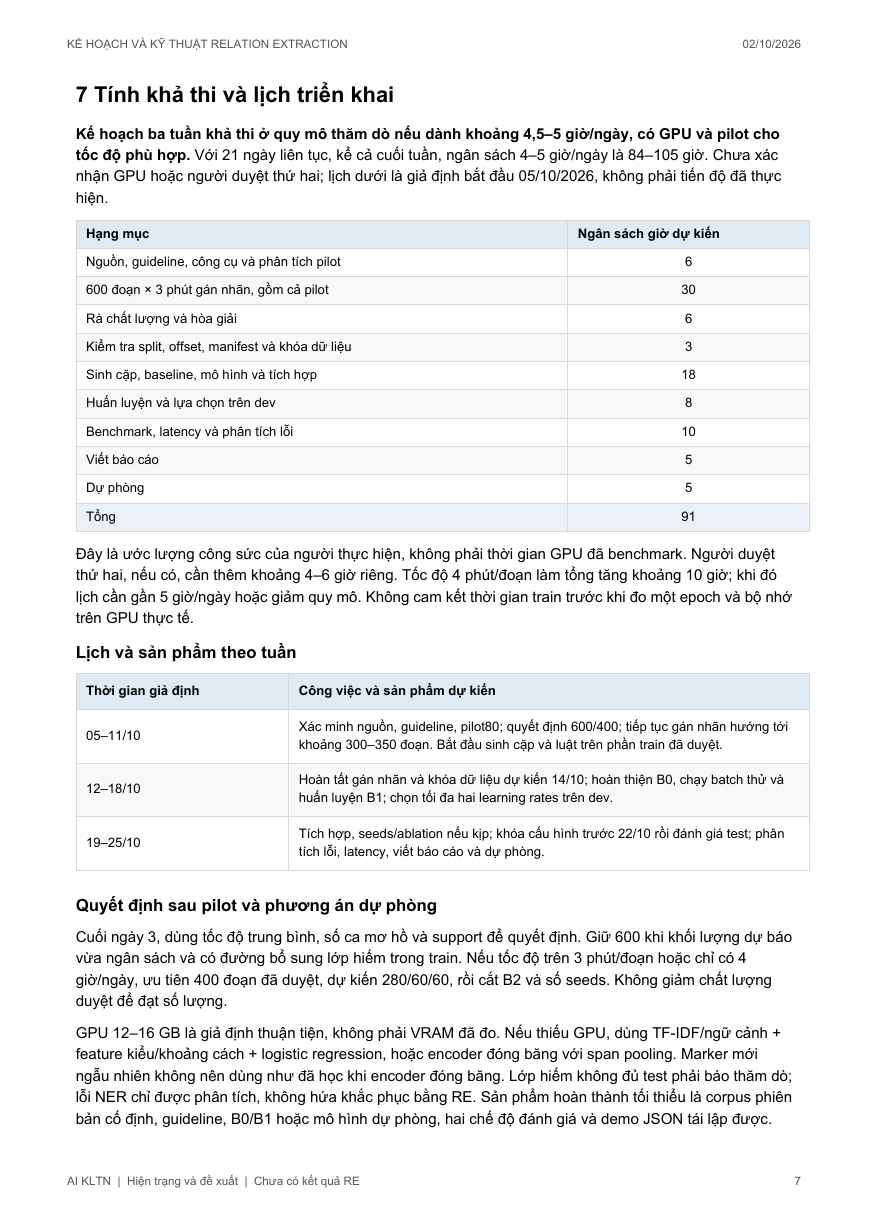 KẾ HOẠCH VÀ KỸ THUẬT RELATION EXTRACTION 02/10/2026
7 Tính khả thi và lịch triển khai
Kế hoạch ba tuần khả thi ở quy mô thăm dò nếu dành khoảng 4,5–5 giờ/ngày, có GPU và pilot cho
tốc độ phù hợp. Với 21 ngày liên tục, kể cả cuối tuần, ngân sách 4–5 giờ/ngày là 84–105 giờ. Chưa xác
nhận GPU hoặc người duyệt thứ hai; lịch dưới là giả định bắt đầu 05/10/2026, không phải tiến độ đã thực
hiện.
Hạng mục Ngân sách giờ dự kiến
Nguồn, guideline, công cụ và phân tích pilot 6
600 đoạn × 3 phút gán nhãn, gồm cả pilot 30
Rà chất lượng và hòa giải 6
Kiểm tra split, offset, manifest và khóa dữ liệu 3
Sinh cặp, baseline, mô hình và tích hợp 18
Huấn luyện và lựa chọn trên dev 8
Benchmark, latency và phân tích lỗi 10
Viết báo cáo 5
Dự phòng 5
Tổng 91
Đây là ước lượng công sức của người thực hiện, không phải thời gian GPU đã benchmark. Người duyệt
thứ hai, nếu có, cần thêm khoảng 4–6 giờ riêng. Tốc độ 4 phút/đoạn làm tổng tăng khoảng 10 giờ; khi đó
lịch cần gần 5 giờ/ngày hoặc giảm quy mô. Không cam kết thời gian train trước khi đo một epoch và bộ nhớ
trên GPU thực tế.
Lịch và sản phẩm theo tuần
Thời gian giả định Công việc và sản phẩm dự kiến
05–11/10 Xác minh nguồn, guideline, pilot80; quyết định 600/400; tiếp tục gán nhãn hướng tới
khoảng 300–350 đoạn. Bắt đầu sinh cặp và luật trên phần train đã duyệt.
12–18/10 Hoàn tất gán nhãn và khóa dữ liệu dự kiến 14/10; hoàn thiện B0, chạy batch thử và
huấn luyện B1; chọn tối đa hai learning rates trên dev.
19–25/10 Tích hợp, seeds/ablation nếu kịp; khóa cấu hình trước 22/10 rồi đánh giá test; phân
tích lỗi, latency, viết báo cáo và dự phòng.
Quyết định sau pilot và phương án dự phòng
Cuối ngày 3, dùng tốc độ trung bình, số ca mơ hồ và support để quyết định. Giữ 600 khi khối lượng dự báo
vừa ngân sách và có đường bổ sung lớp hiếm trong train. Nếu tốc độ trên 3 phút/đoạn hoặc chỉ có 4
giờ/ngày, ưu tiên 400 đoạn đã duyệt, dự kiến 280/60/60, rồi cắt B2 và số seeds. Không giảm chất lượng
duyệt để đạt số lượng.
GPU 12–16 GB là giả định thuận tiện, không phải VRAM đã đo. Nếu thiếu GPU, dùng TF-IDF/ngữ cảnh +
feature kiểu/khoảng cách + logistic regression, hoặc encoder đóng băng với span pooling. Marker mới
ngẫu nhiên không nên dùng như đã học khi encoder đóng băng. Lớp hiếm không đủ test phải báo thăm dò;
lỗi NER chỉ được phân tích, không hứa khắc phục bằng RE. Sản phẩm hoàn thành tối thiểu là corpus phiên
bản cố định, guideline, B0/B1 hoặc mô hình dự phòng, hai chế độ đánh giá và demo JSON tái lập được.
AI KLTN | Hiện trạng và đề xuất | Chưa có kết quả RE 7